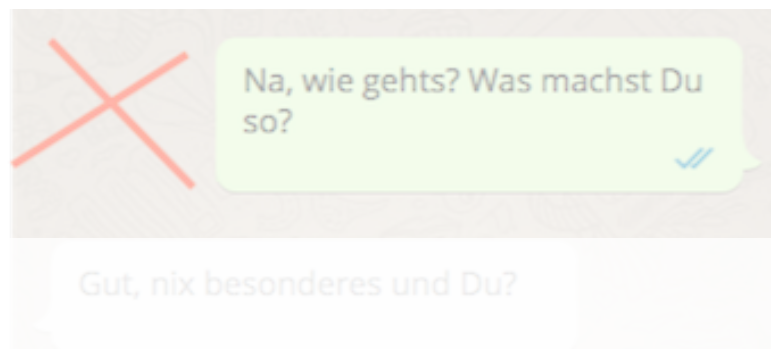 Na, wie gehts? Was machst Du
so?
Gut, nix besonderes und Du?